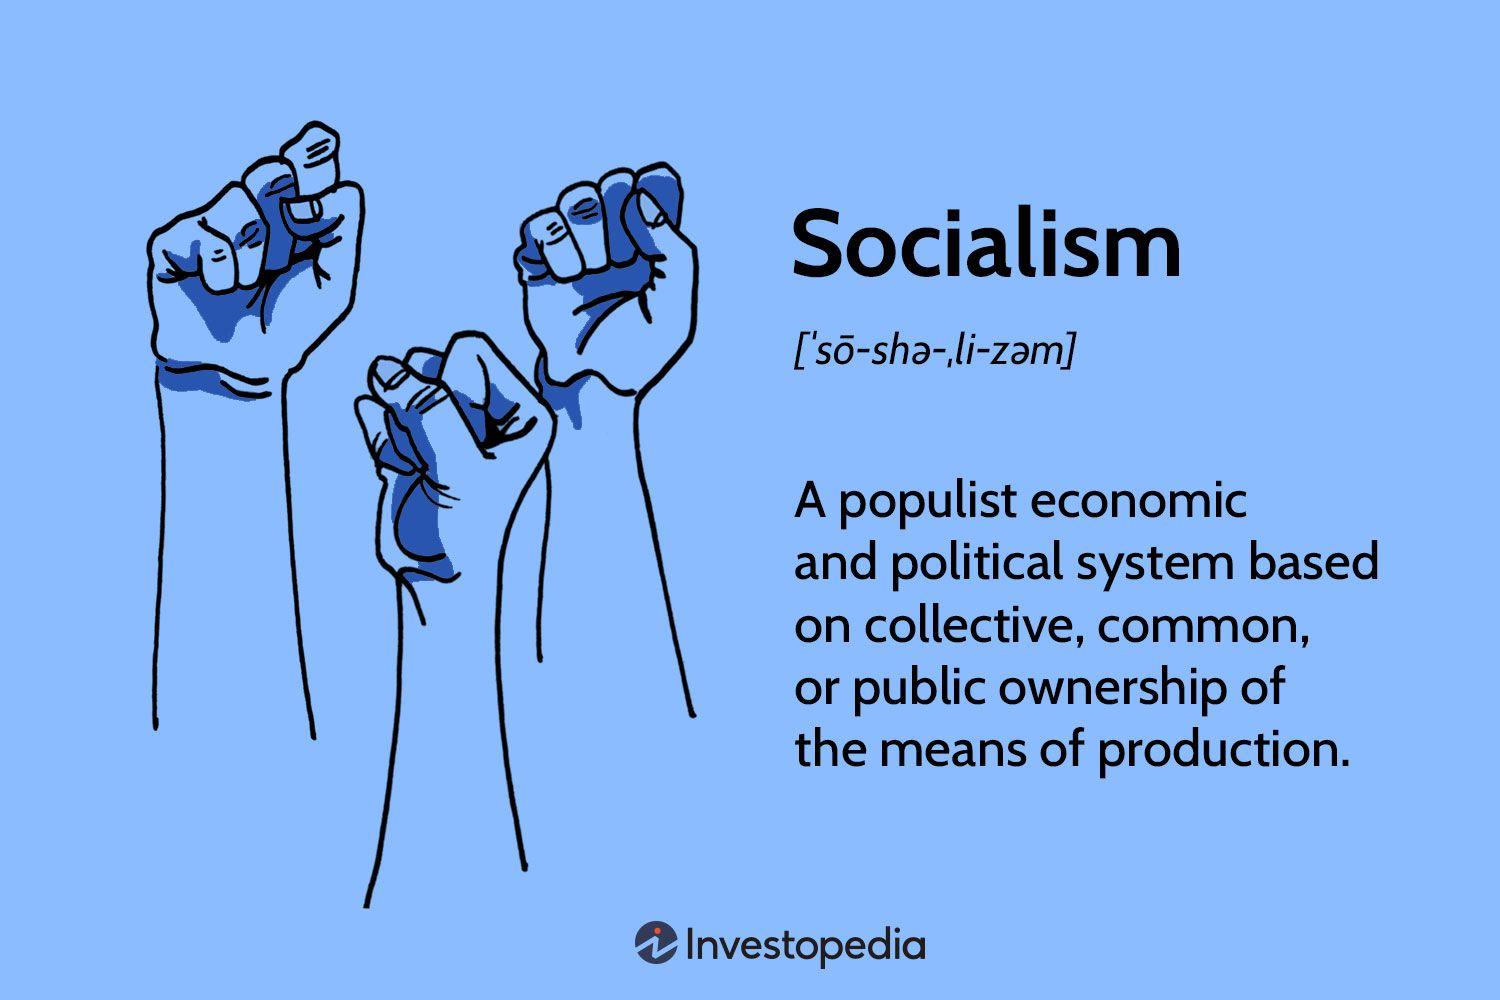 Socialism
[ˈsō-shə-ˌli-zəm]
A populist economic
and political system based
on collective, common,
or public ownership of
the means of production.
Investopedia